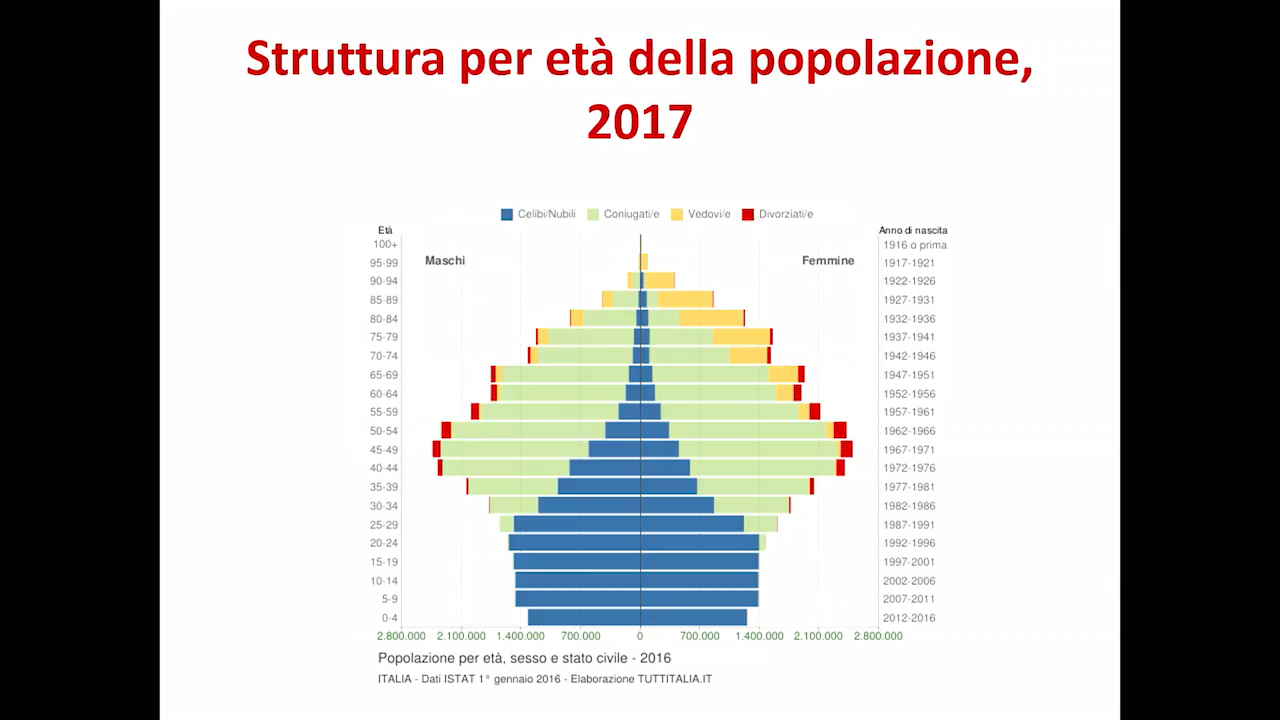 Struttura per età della popolazione,
2017
Celibi/Nubili Coniugati/e Vedovi/e Divorziati/e
Età Anno di nascita
Maschi Femmine
100+ 1916 o prima
95-99 1917-1921
90-94 1922-1926
85-89 1927-1931
80-84 1932-1936
75-79 1937-1941
70-74 1942-1946
65-69 1947-1951
60-64 1952-1956
55-59 1957-1961
50-54 1962-1966
45-49 1967-1971
40-44 1972-1976
35-39 1977-1981
30-34 1982-1986
25-29 1987-1991
20-24 1992-1996
15-19 1997-2001
10-14 2002-2006
5-9 2007-2011
0-4 2012-2016
2.800.000 2.100.000 1.400.000 700.000 0 700.000 1.400.000 2.100.000 2.800.000
Popolazione per età, sesso e stato civile - 2016
ITALIA - Dati ISTAT 1° gennaio 2016 - Elaborazione TUTTITALIA.IT